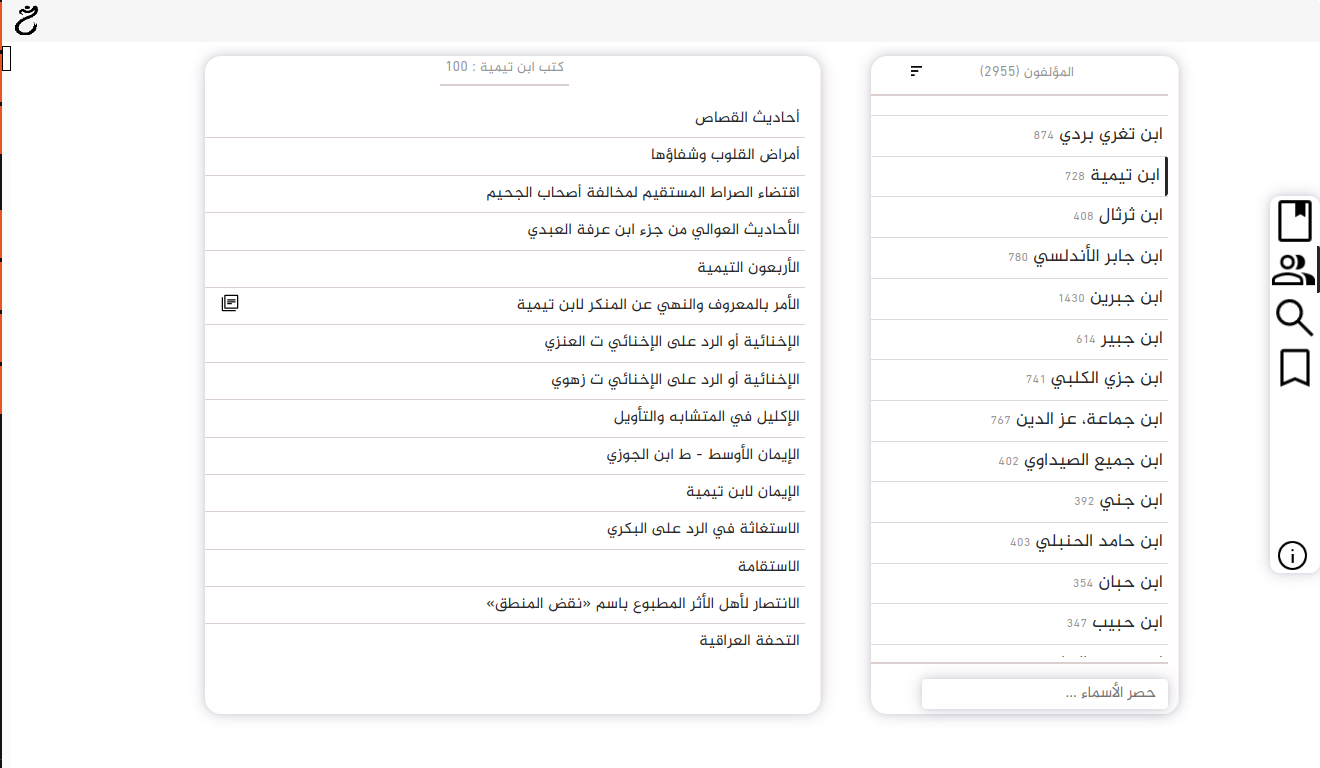 المؤلفون (2955)
ابن تغري بردي 874
ابن تيمية 728
ابن ثرثال 408
ابن جابر الأندلسي 780
ابن جبرين 1430
ابن جبير 614
ابن جزي الكلبي 741
ابن جماعة، عز الدين 767
ابن جميع الصيداوي 402
ابن جني 392
ابن حامد الحنبلي 403
ابن حبان 354
ابن حبيب 347
حصر الأسماء ...
كتب ابن تيمية : 100
أحاديث القصاص
أمراض القلوب وشفاؤها
اقتضاء الصراط المستقيم لمخالفة أصحاب الجحيم
الأحاديث العوالي من جزء ابن عرفة العبدي
الأربعون التيمية
الأمر بالمعروف والنهي عن المنكر لابن تيمية
الإخنائية أو الرد على الإخنائي ت العنزي
الإخنائية أو الرد على الإخنائي ت زهوي
الإكليل في المتشابه والتأويل
الإيمان الأوسط - ط ابن الجوزي
الإيمان لابن تيمية
الاستغاثة في الرد على البكري
الاستقامة
الانتصار لأهل الأثر المطبوع باسم «نقض المنطق»
التحفة العراقية